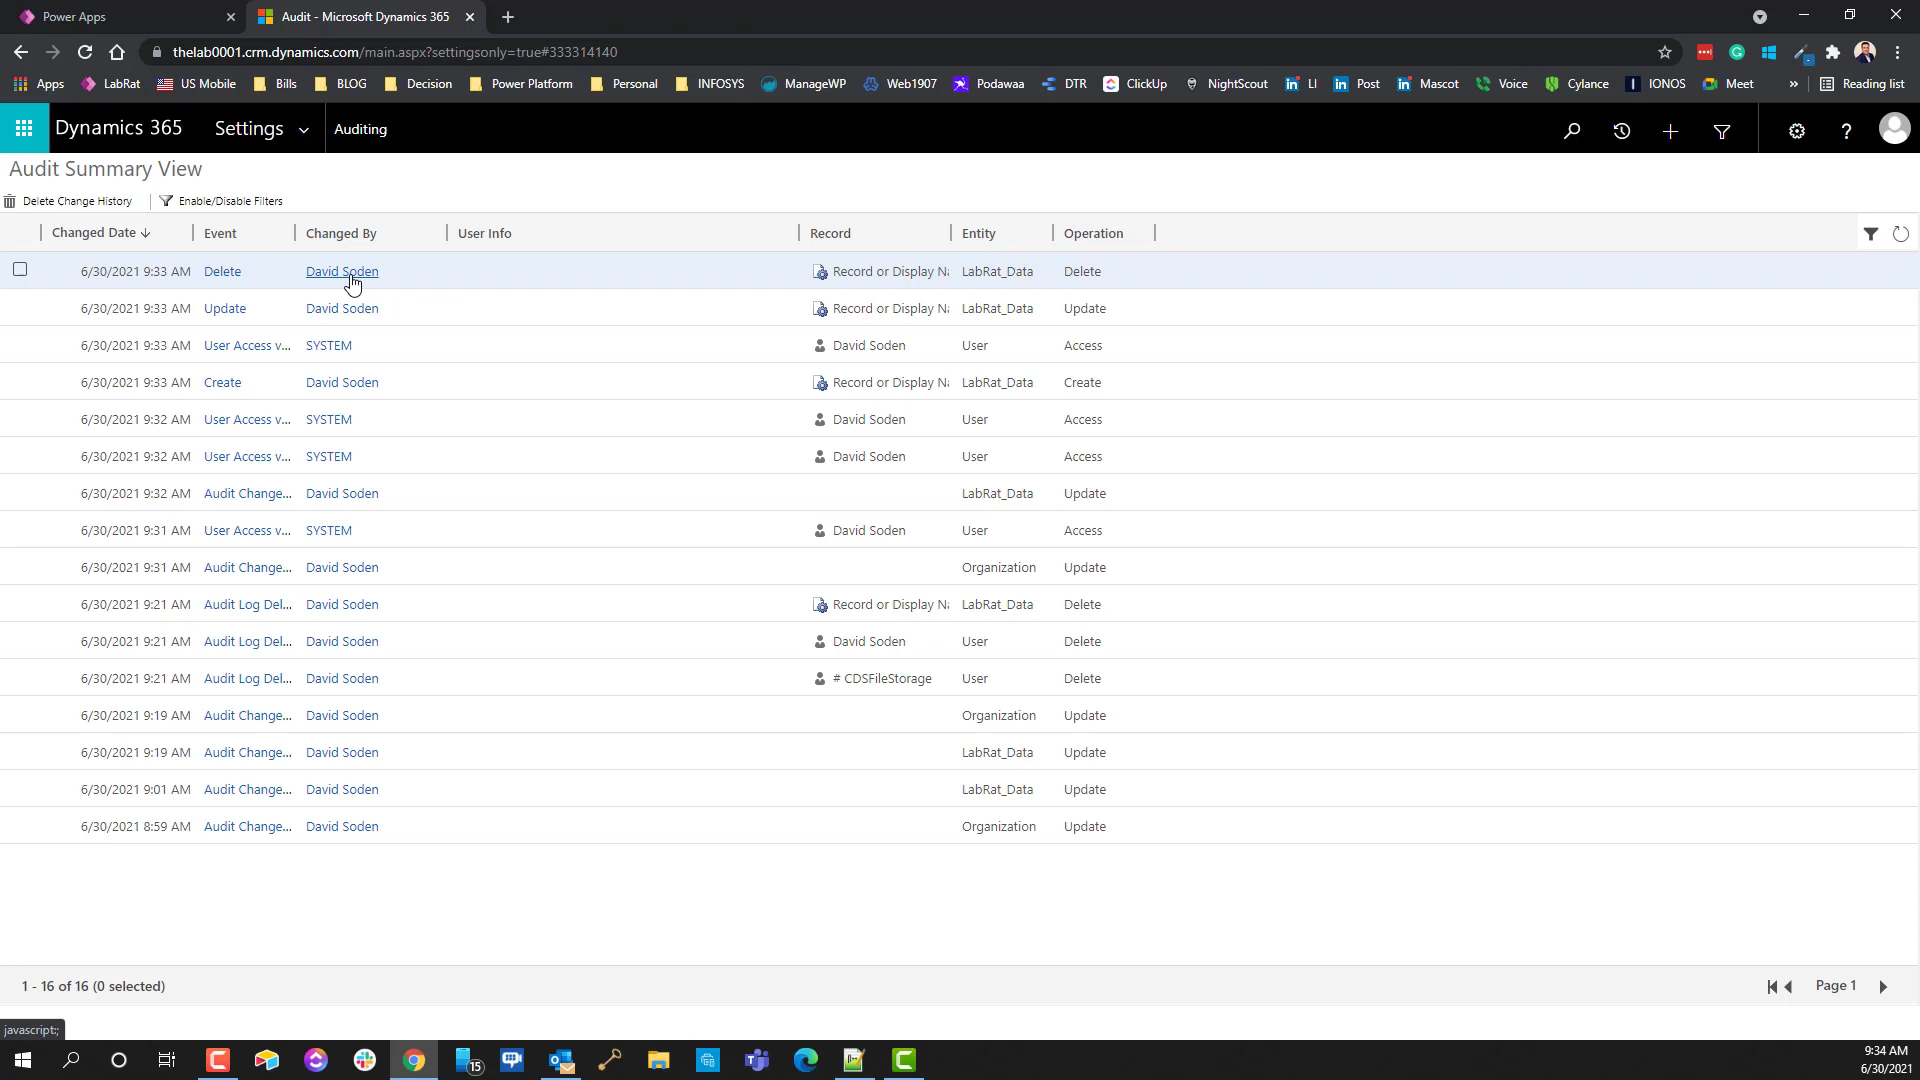 Power Apps
Audit - Microsoft Dynamics 365
thelab0001.crm.dynamics.com/main.aspx?settingsonly=true#333314140
Apps LabRat US Mobile Bills BLOG Decision Power Platform Personal INFOSYS ManageWP Web1907 Podawaa DTR ClickUp NightScout LI Post Mascot Voice Cylance IONOS Meet » Reading list
Dynamics 365 Settings Auditing
Audit Summary View
Delete Change History Enable/Disable Filters
Changed Date Event Changed By User Info Record Entity Operation
6/30/2021 9:33 AM Delete David Soden Record or Display Na LabRat_Data Delete
6/30/2021 9:33 AM Update David Soden Record or Display Na LabRat_Data Update
6/30/2021 9:33 AM User Access v... SYSTEM David Soden User Access
6/30/2021 9:33 AM Create David Soden Record or Display Na LabRat_Data Create
6/30/2021 9:32 AM User Access v... SYSTEM David Soden User Access
6/30/2021 9:32 AM User Access v... SYSTEM David Soden User Access
6/30/2021 9:32 AM Audit Change... David Soden LabRat_Data Update
6/30/2021 9:31 AM User Access v... SYSTEM David Soden User Access
6/30/2021 9:31 AM Audit Change... David Soden Organization Update
6/30/2021 9:21 AM Audit Log Del... David Soden Record or Display Na LabRat_Data Delete
6/30/2021 9:21 AM Audit Log Del... David Soden David Soden User Delete
6/30/2021 9:21 AM Audit Log Del... David Soden # CDSFileStorage User Delete
6/30/2021 9:19 AM Audit Change... David Soden Organization Update
6/30/2021 9:19 AM Audit Change... David Soden LabRat_Data Update
6/30/2021 9:01 AM Audit Change... David Soden LabRat_Data Update
6/30/2021 8:59 AM Audit Change... David Soden Organization Update
1 - 16 of 16 (0 selected) Page 1
javascript:;
15
9:34 AM
6/30/2021